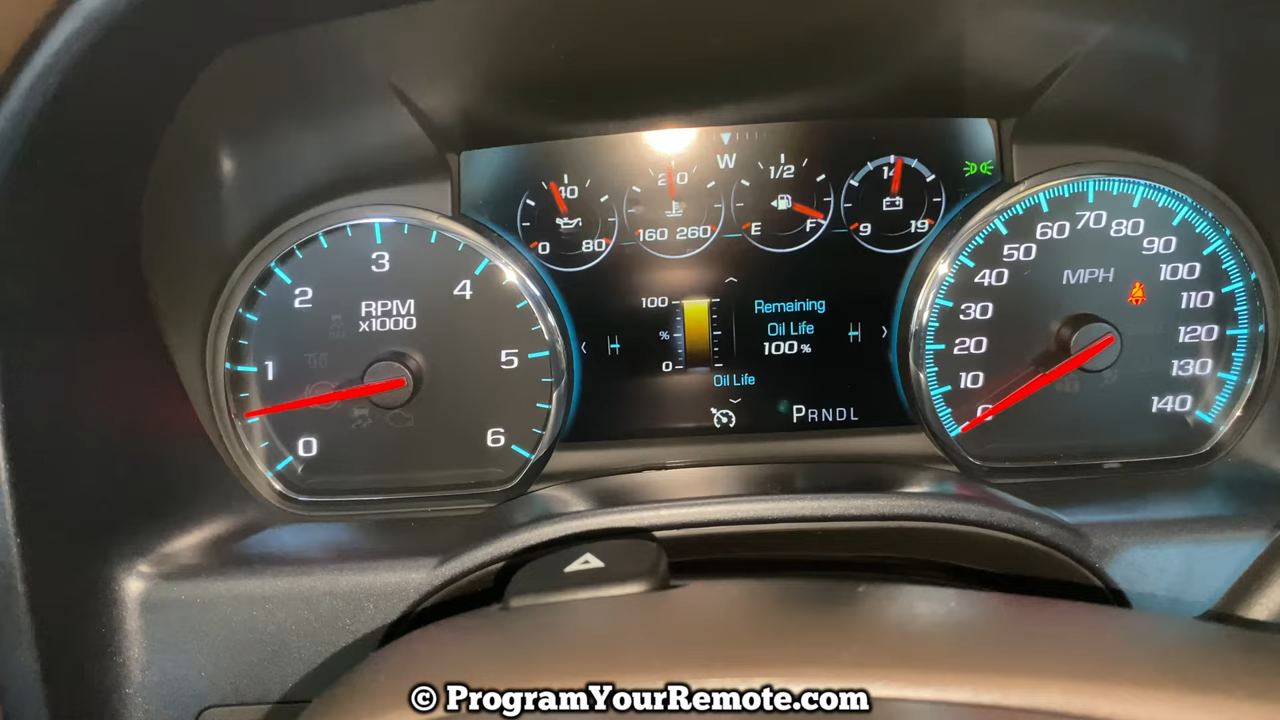 W
40
0 80
210
160 260
1/2
E F
14
9 19
0 1 2 3 4 5 6
RPM
x1000
100
%
0
Remaining
Oil Life
100 %
Oil Life
PRNDL
0 10 20 30 40 50 60 70 80 90 100 110 120 130 140
MPH
© ProgramYourRemote.com